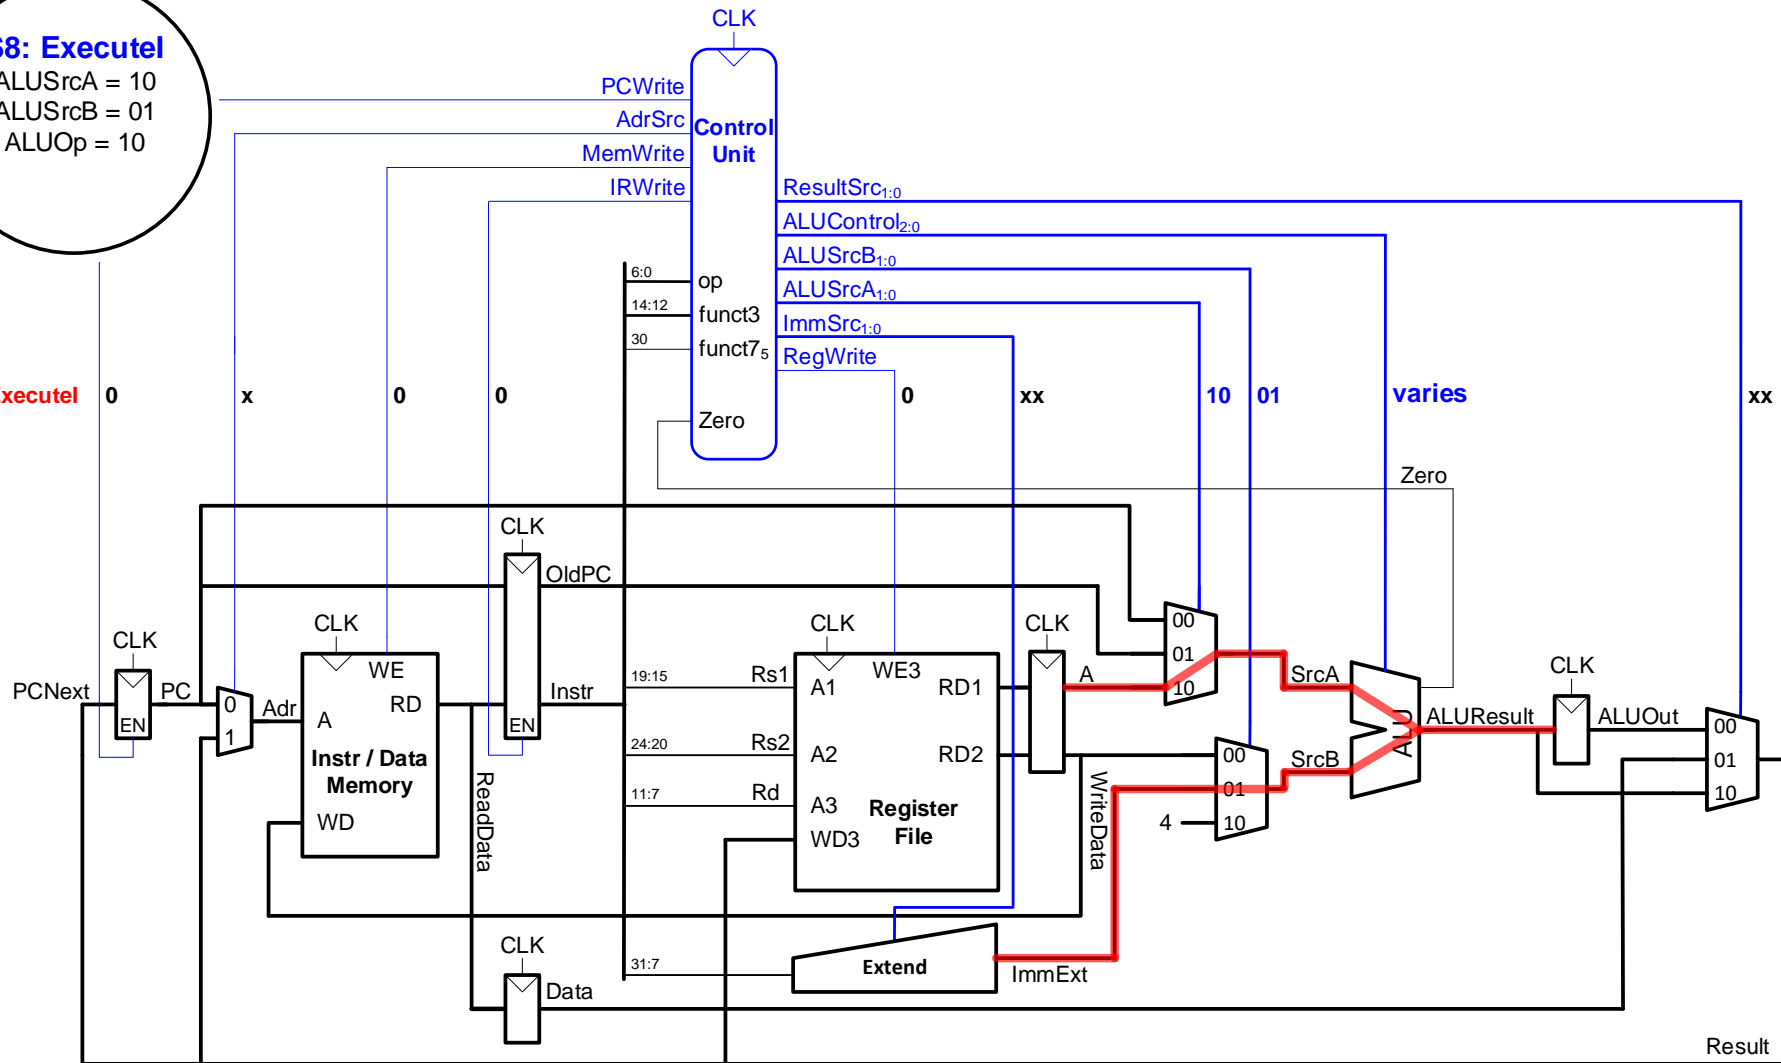 CLK
S8: ExecuteI
ALUSrcA = 10
ALUSrcB = 01
ALUOp = 10
PCWrite
AdrSrc
MemWrite
IRWrite
Control
Unit
ResultSrc1:0
ALUControl2:0
ALUSrcB1:0
ALUSrcA1:0
ImmSrc1:0
RegWrite
6:0
op
14:12
funct3
30
funct75
Zero
ExecuteI
0
x
0
0
0
xx
10
01
varies
xx
Zero
CLK
OldPC
CLK
CLK
CLK
CLK
CLK
PCNext
EN
PC
0
1
Adr
WE
A
RD
Instr / Data
Memory
WD
EN
Instr
ReadData
19:15
Rs1
24:20
Rs2
11:7
Rd
A1
A2
A3
WD3
WE3
RD1
RD2
Register
File
A
WriteData
00
01
10
00
01
10
4
SrcA
SrcB
ALU
ALUResult
ALUOut
00
01
10
CLK
Data
31:7
Extend
ImmExt
Result